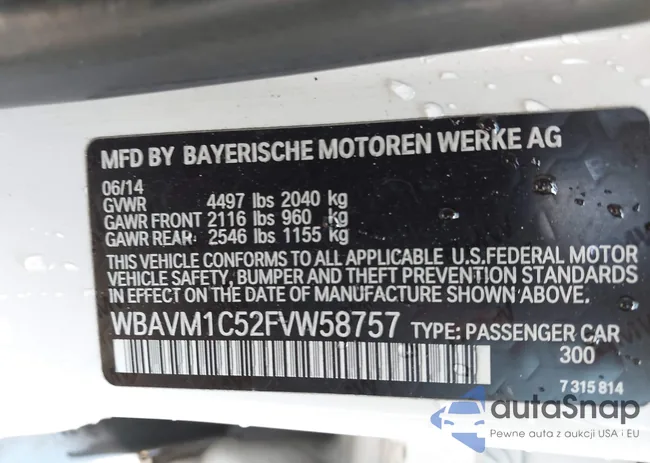 MFD BY BAYERISCHE MOTOREN WERKE AG
06/14
GVWR 4497 lbs 2040 kg
GAWR FRONT 2116 lbs 960 kg
GAWR REAR: 2546 lbs 1155 kg
THIS VEHICLE CONFORMS TO ALL APPLICABLE U.S.FEDERAL MOTOR
VEHICLE SAFETY, BUMPER AND THEFT PREVENTION STANDARDS
IN EFFECT ON THE DATE OF MANUFACTURE SHOWN ABOVE.
WBAVM1C52FVW58757 TYPE: PASSENGER CAR
300
7 315 814
autoSnap
Pewne auta z aukcji USA i EU